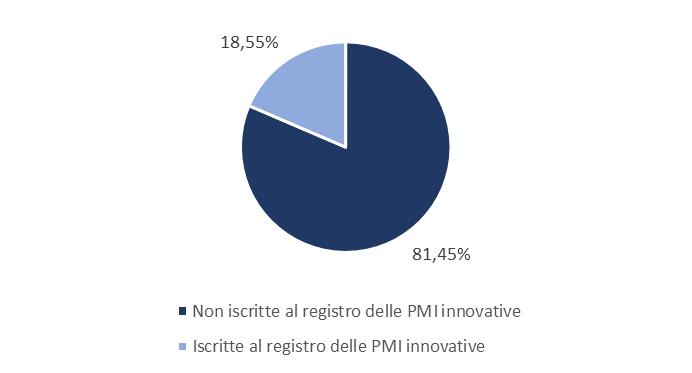 18,55%
81,45%
Non iscritte al registro delle PMI innovative
Iscritte al registro delle PMI innovative